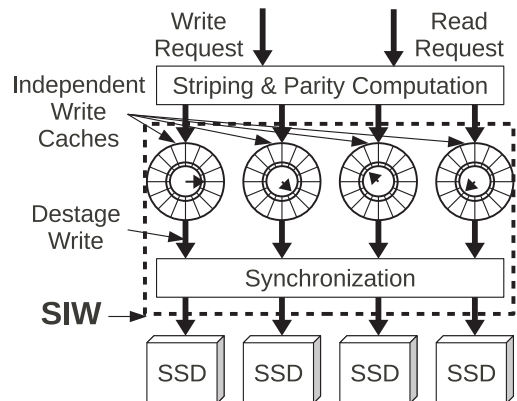 Write
Request
Read
Request
Striping & Parity Computation
Independent
Write
Caches
Destage
Write
Synchronization
SIW
SSD SSD SSD SSD